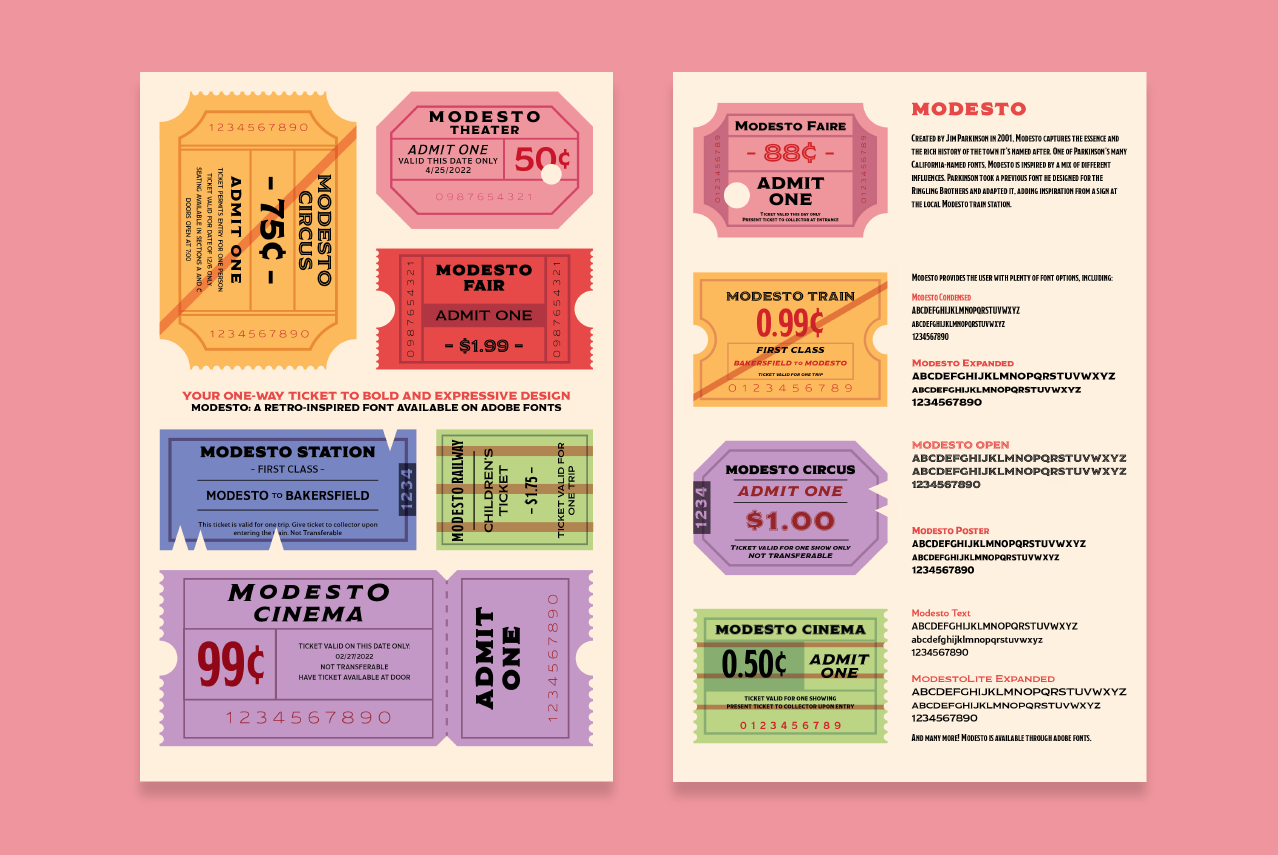 1234567890
MODESTO
CIRCUS
– 75¢ –
ADMIT ONE
TICKET PERMITS ENTRY FOR ONE PERSON
TICKET VALID FOR DATE OF 12/6 ONLY
SEATING AVAILABLE IN SECTIONS A AND C
DOORS OPEN AT 7:00
1234567890
MODESTO
THEATER
ADMIT ONE
VALID THIS DATE ONLY
4/25/2022
50¢
0987654321
0987654321
MODESTO
FAIR
ADMIT ONE
– $1.99 –
0987654321
YOUR ONE-WAY TICKET TO BOLD AND EXPRESSIVE DESIGN
MODESTO: A RETRO-INSPIRED FONT AVAILABLE ON ADOBE FONTS
MODESTO STATION
– FIRST CLASS –
MODESTO TO BAKERSFIELD
This ticket is valid for one trip. Give ticket to collector upon
entering the train. Not Transferable
1234
MODESTO RAILWAY
CHILDREN'S
TICKET
– $1.75 –
TICKET VALID FOR
ONE TRIP
MODESTO
CINEMA
99¢
TICKET VALID ON THIS DATE ONLY:
02/27/2022
NOT TRANSFERABLE
HAVE TICKET AVAILABLE AT DOOR
1234567890
ADMIT
ONE
1234567890
0123456789
MODESTO FAIRE
– 88¢ –
ADMIT
ONE
TICKET VALID THIS DAY ONLY
PRESENT TICKET TO COLLECTOR AT ENTRANCE
0123456789
MODESTO TRAIN
0.99¢
FIRST CLASS
BAKERSFIELD TO MODESTO
TICKET VALID FOR ONE TRIP
0123456789
1234
MODESTO CIRCUS
ADMIT ONE
$1.00
TICKET VALID FOR ONE SHOW ONLY
NOT TRANSFERABLE
MODESTO CINEMA
0.50¢
ADMIT
ONE
TICKET VALID FOR ONE SHOWING
PRESENT TICKET TO COLLECTOR UPON ENTRY
0123456789
MODESTO
CREATED BY JIM PARKINSON IN 2001, MODESTO CAPTURES THE ESSENCE AND
THE RICH HISTORY OF THE TOWN IT'S NAMED AFTER. ONE OF PARKINSON'S MANY
CALIFORNIA-NAMED FONTS, MODESTO IS INSPIRED BY A MIX OF DIFFERENT
INFLUENCES. PARKINSON TOOK A PREVIOUS FONT HE DESIGNED FOR THE
RINGLING BROTHERS AND ADAPTED IT, ADDING INSPIRATION FROM A SIGN AT
THE LOCAL MODESTO TRAIN STATION.
MODESTO PROVIDES THE USER WITH PLENTY OF FONT OPTIONS, INCLUDING:
MODESTO CONDENSED
ABCDEFGHIJKLMNOPQRSTUVWXYZ
ABCDEFGHIJKLMNOPQRSTUVWXYZ
1234567890
MODESTO EXPANDED
ABCDEFGHIJKLMNOPQRSTUVWXYZ
ABCDEFGHIJKLMNOPQRSTUVWXYZ
1234567890
MODESTO OPEN
ABCDEFGHIJKLMNOPQRSTUVWXYZ
ABCDEFGHIJKLMNOPQRSTUVWXYZ
1234567890
MODESTO POSTER
ABCDEFGHIJKLMNOPQRSTUVWXYZ
ABCDEFGHIJKLMNOPQRSTUVWXYZ
1234567890
Modesto Text
ABCDEFGHIJKLMNOPQRSTUVWXYZ
abcdefghijklmnopqrstuvwxyz
1234567890
MODESTOLITE EXPANDED
ABCDEFGHIJKLMNOPQRSTUVWXYZ
ABCDEFGHIJKLMNOPQRSTUVWXYZ
1234567890
AND MANY MORE! MODESTO IS AVAILABLE THROUGH ADOBE FONTS.